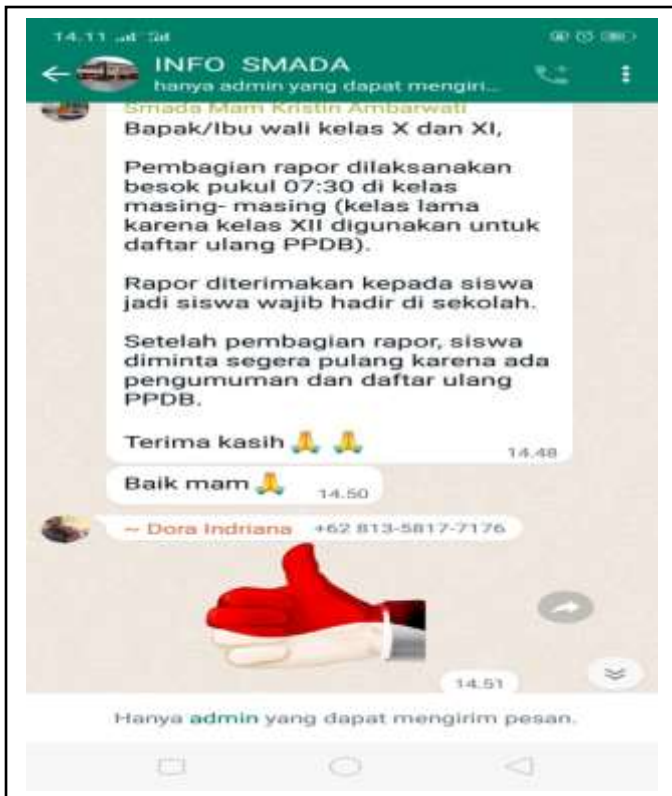 14.11
INFO SMADA
hanya admin yang dapat mengiri...
Smada Mam Kristin Ambarwati
Bapak/Ibu wali kelas X dan XI,
Pembagian rapor dilaksanakan
besok pukul 07:30 di kelas
masing- masing (kelas lama
karena kelas XII digunakan untuk
daftar ulang PPDB).
Rapor diterimakan kepada siswa
jadi siswa wajib hadir di sekolah.
Setelah pembagian rapor, siswa
diminta segera pulang karena ada
pengumuman dan daftar ulang
PPDB.
Terima kasih 🙏 🙏
14.48
Baik mam 🙏
14.50
~ Dora Indriana +62 813-5817-7176
14.51
Hanya admin yang dapat mengirim pesan.